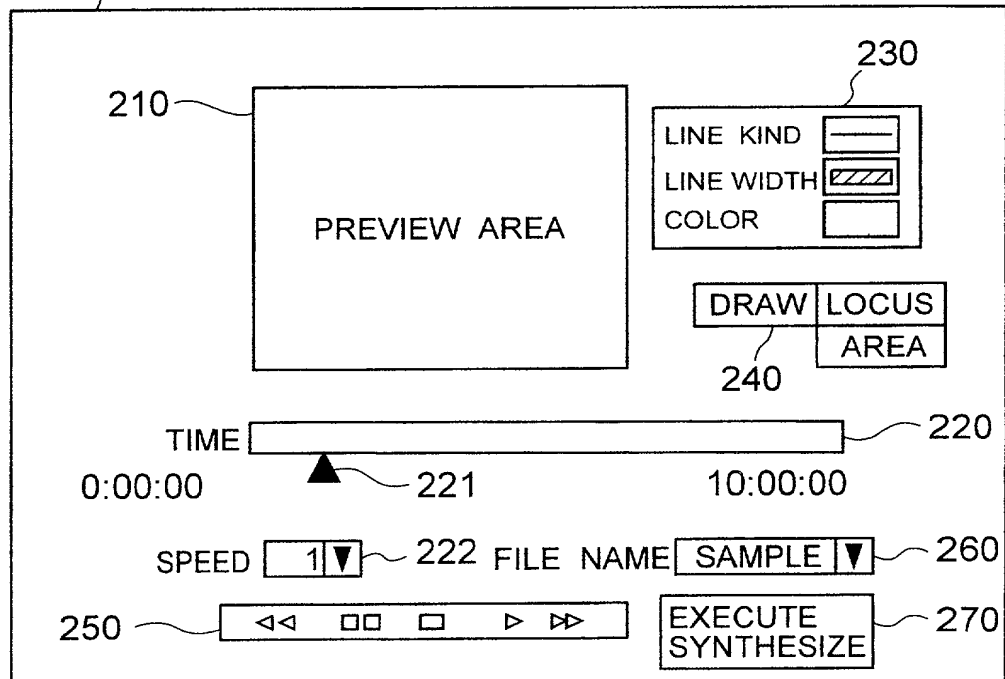 230
210
LINE KIND
LINE WIDTH
COLOR
PREVIEW AREA
DRAW LOCUS
AREA
240
TIME
220
0:00:00
221
10:00:00
SPEED 1
222
FILE NAME SAMPLE
260
250
EXECUTE
SYNTHESIZE
270